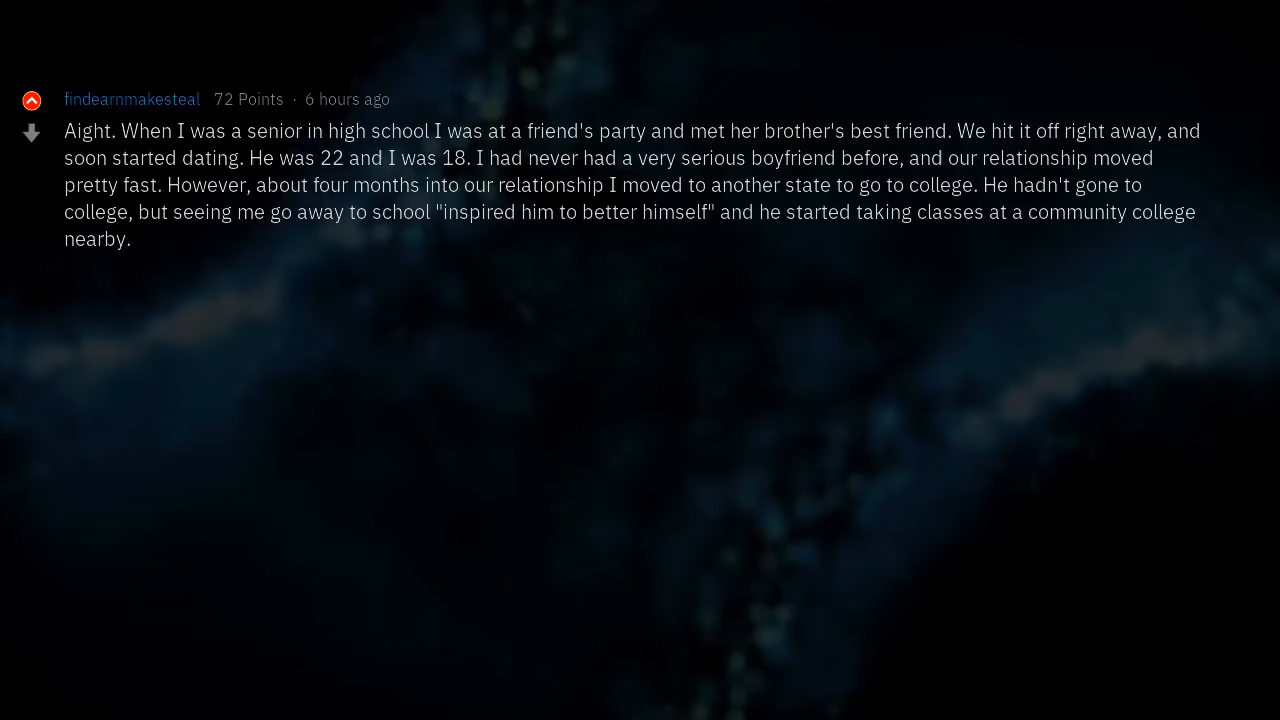 findearnmakesteal 72 Points · 6 hours ago
Aight. When I was a senior in high school I was at a friend's party and met her brother's best friend. We hit it off right away, and
soon started dating. He was 22 and I was 18. I had never had a very serious boyfriend before, and our relationship moved
pretty fast. However, about four months into our relationship I moved to another state to go to college. He hadn't gone to
college, but seeing me go away to school "inspired him to better himself" and he started taking classes at a community college
nearby.